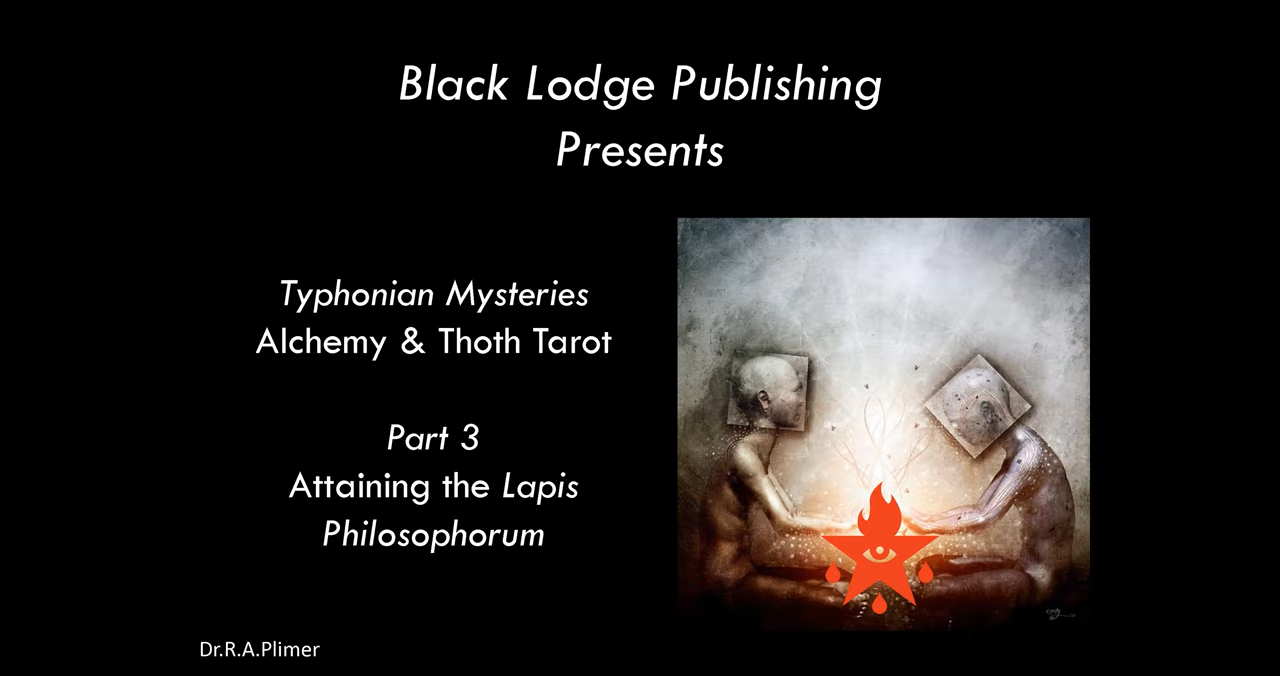 Black Lodge Publishing
Presents
Typhonian Mysteries
Alchemy & Thoth Tarot
Part 3
Attaining the Lapis
Philosophorum
Dr.R.A.Plimer